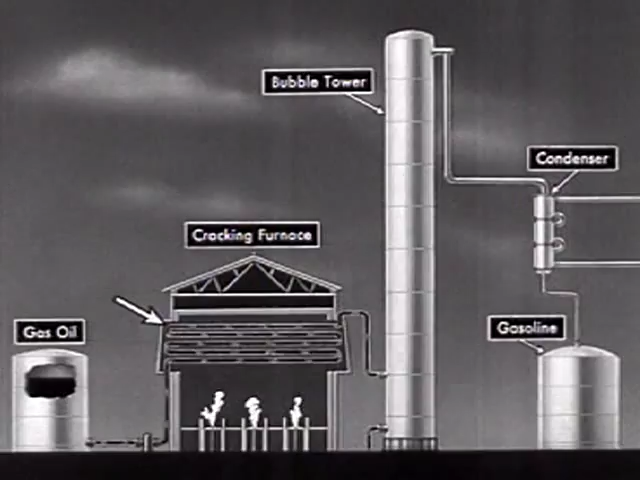 Bubble Tower
Condenser
Cracking Furnace
Gas Oil
Gasoline